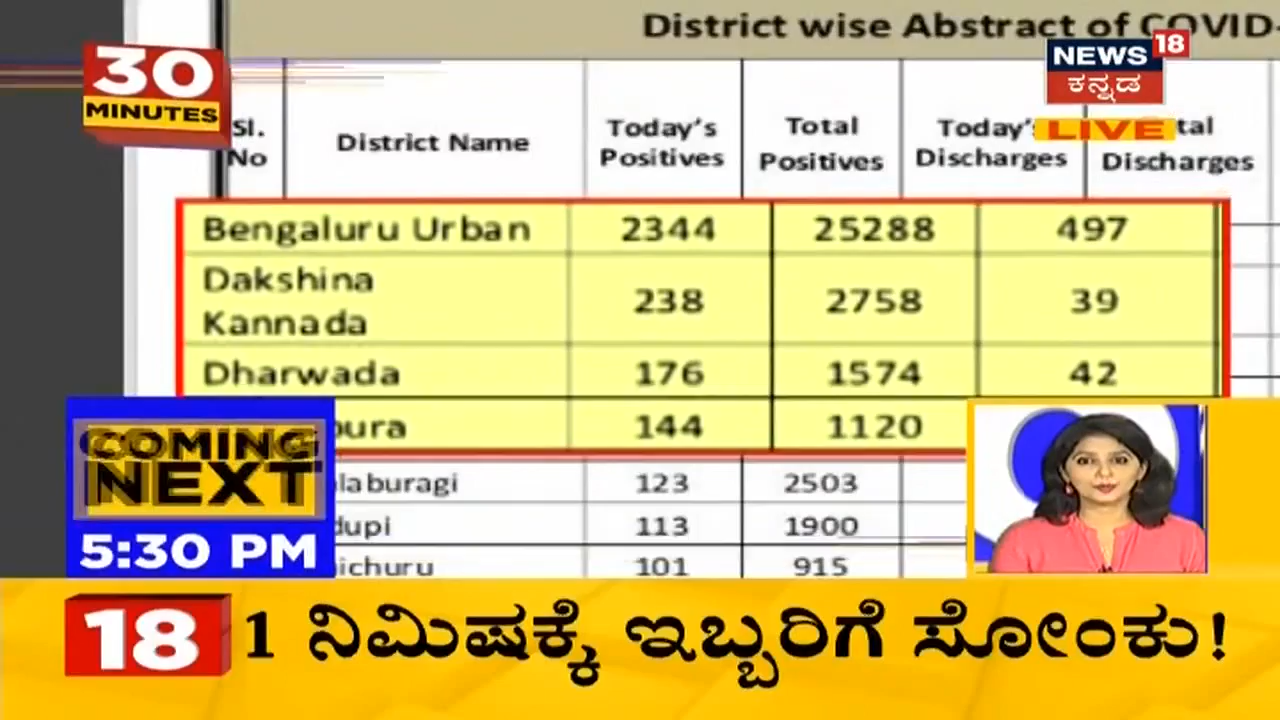 District wise Abstract of COVID-
30
MINUTES
NEWS 18
ಕನ್ನಡ
LIVE
Sl. No
District Name
Today's Positives
Total Positives
Discharges
Discharges
Bengaluru Urban 2344 25288 497
Dakshina
Kannada 238 2758 39
Dharwada 176 1574 42
144 1120
123 2503
113 1900
101 915
COMING
NEXT
5:30 PM
18
1 ನಿಮಿಷಕ್ಕೆ ಇಬ್ಬರಿಗೆ ಸೋಂಕು!